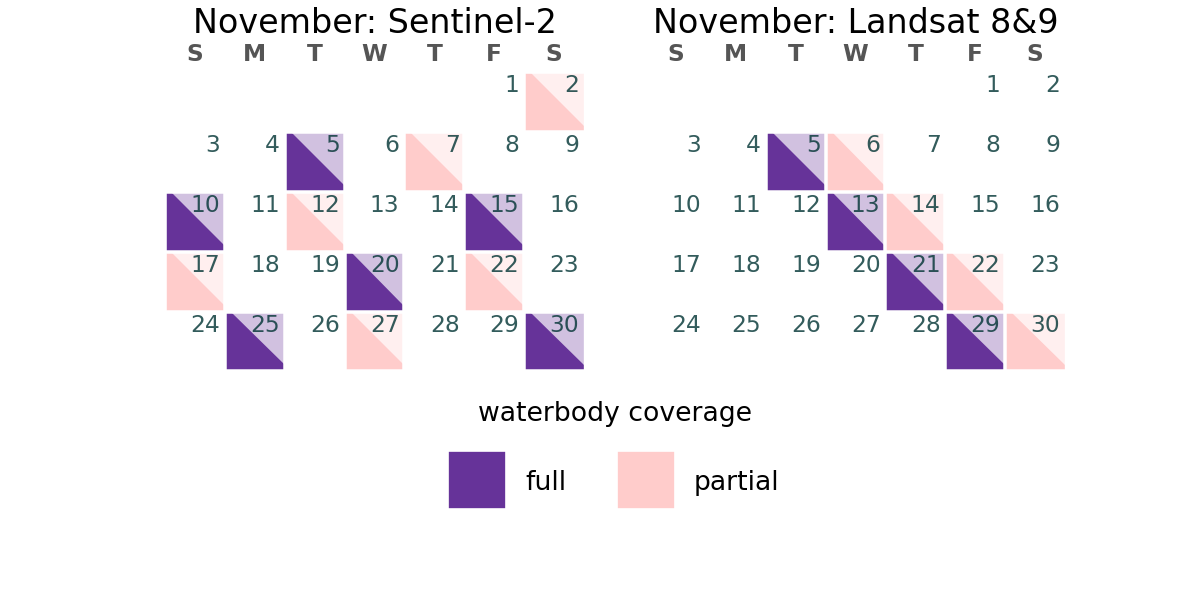 November: Sentinel-2
S M T W T F S
1 2
3 4 5 6 7 8 9
10 11 12 13 14 15 16
17 18 19 20 21 22 23
24 25 26 27 28 29 30
November: Landsat 8&9
S M T W T F S
1 2
3 4 5 6 7 8 9
10 11 12 13 14 15 16
17 18 19 20 21 22 23
24 25 26 27 28 29 30
waterbody coverage
full
partial